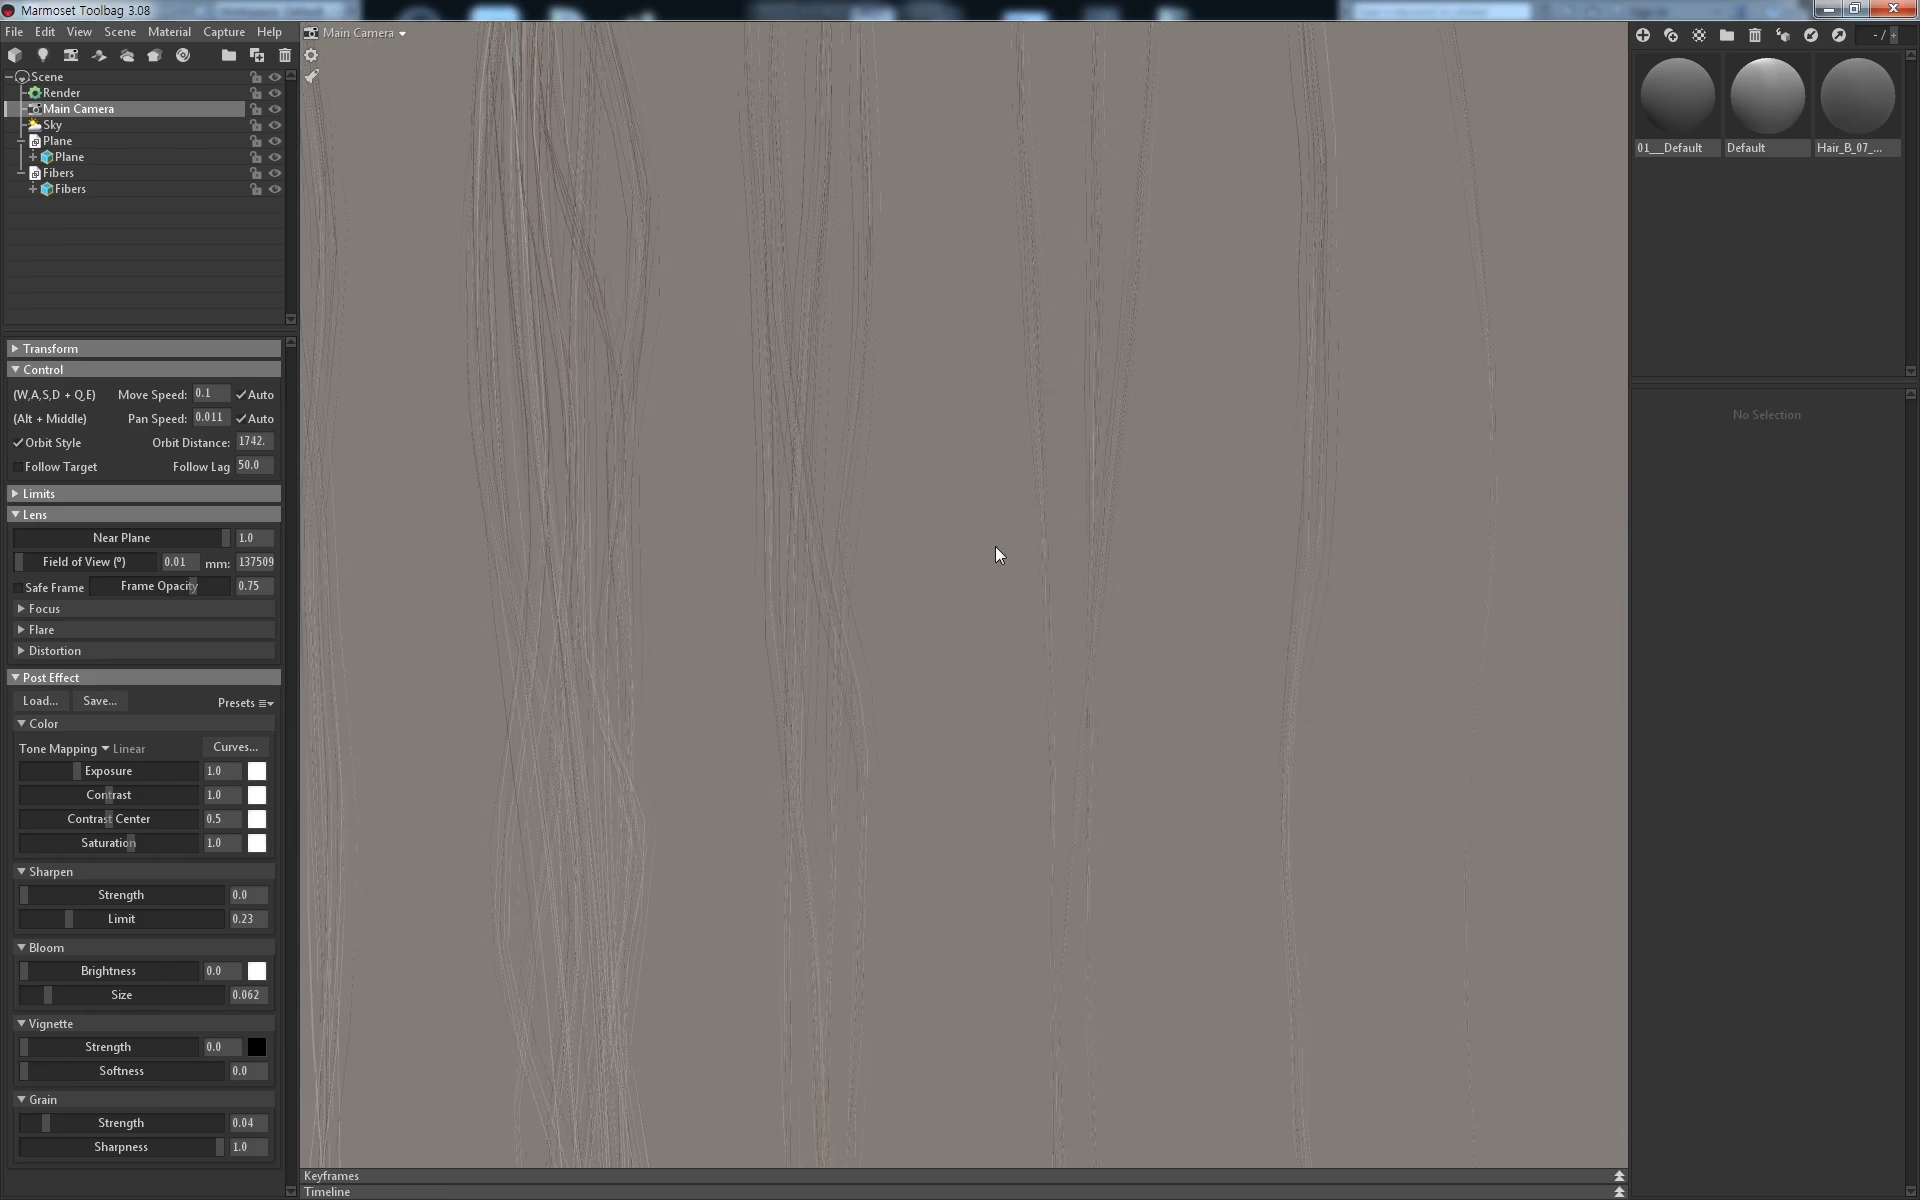 Marmoset Toolbag 3.08
File Edit View Scene Material Capture Help
Main Camera
- /
Scene
Render
Main Camera
Sky
Plane
Plane
Fibers
Fibers
01__Default Default Hair_B_07_...
Transform
Control
(W,A,S,D + Q,E) Move Speed: 0.1 Auto
(Alt + Middle) Pan Speed: 0.011 Auto
Orbit Style Orbit Distance: 1742.
Follow Target Follow Lag 50.0
Limits
Lens
Near Plane 1.0
Field of View (º) 0.01 mm: 137509
Safe Frame Frame Opacity 0.75
Focus
Flare
Distortion
Post Effect
Load... Save... Presets
Color
Tone Mapping Linear Curves...
Exposure 1.0
Contrast 1.0
Contrast Center 0.5
Saturation 1.0
Sharpen
Strength 0.0
Limit 0.23
Bloom
Brightness 0.0
Size 0.062
Vignette
Strength 0.0
Softness 0.0
Grain
Strength 0.04
Sharpness 1.0
No Selection
Keyframes
Timeline